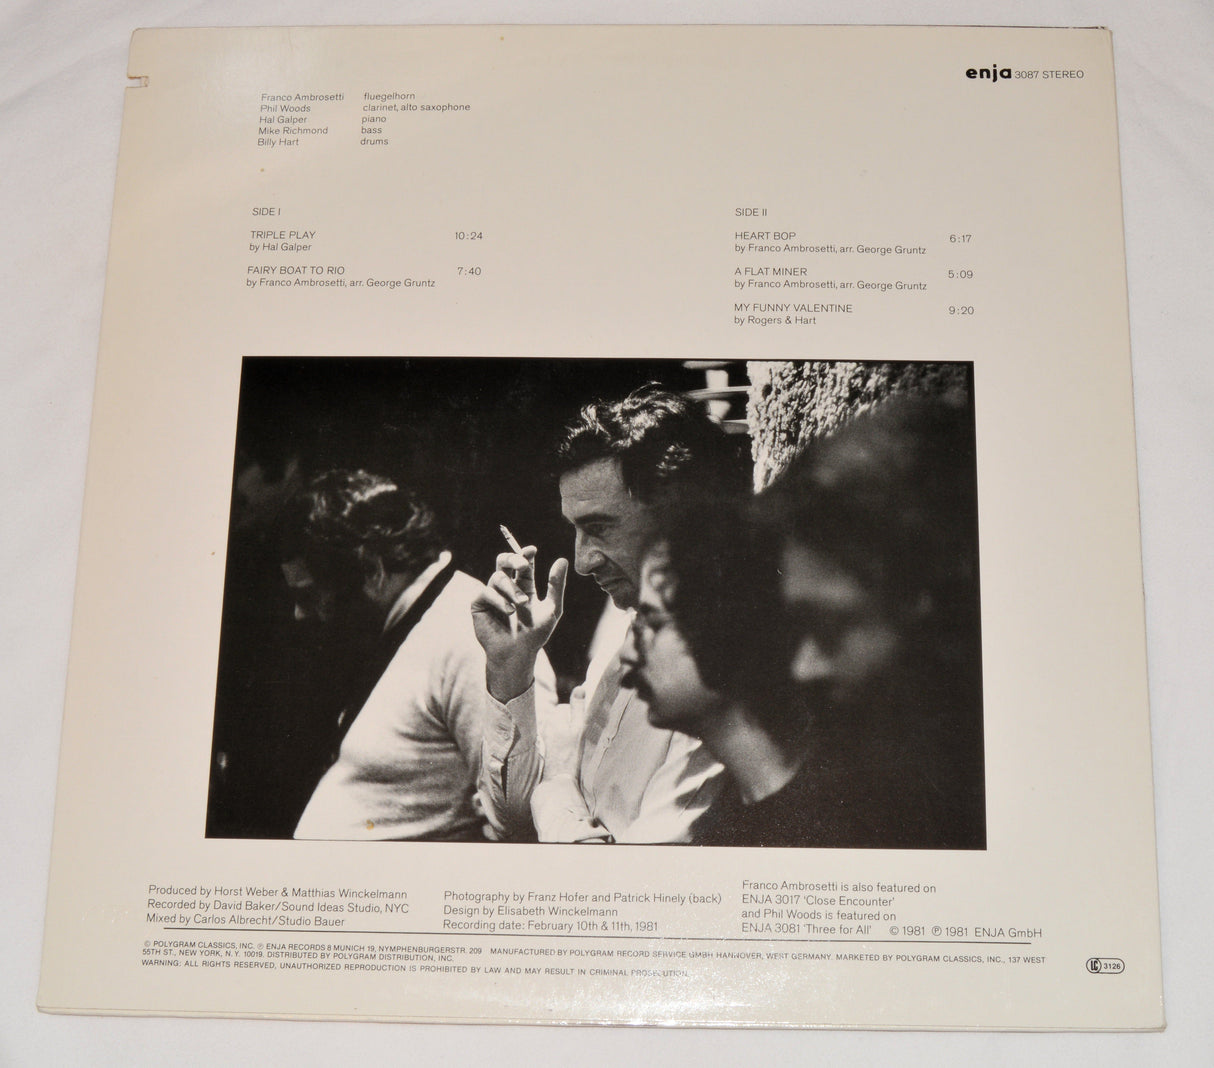 enja 3087 STEREO
Franco Ambrosetti fluegelhorn
Phil Woods clarinet, alto saxophone
Hal Galper piano
Mike Richmond bass
Billy Hart drums
SIDE I
TRIPLE PLAY 10:24
by Hal Galper
FAIRY BOAT TO RIO 7:40
by Franco Ambrosetti, arr. George Gruntz
SIDE II
HEART BOP 6:17
by Franco Ambrosetti, arr. George Gruntz
A FLAT MINER 5:09
by Franco Ambrosetti, arr. George Gruntz
MY FUNNY VALENTINE 9:20
by Rogers & Hart
Produced by Horst Weber & Matthias Winckelmann
Recorded by David Baker/Sound Ideas Studio, NYC
Mixed by Carlos Albrecht/Studio Bauer
Photography by Franz Hofer and Patrick Hinely (back)
Design by Elisabeth Winckelmann
Recording date: February 10th & 11th, 1981
Franco Ambrosetti is also featured on
ENJA 3017 'Close Encounter'
and Phil Woods is featured on
ENJA 3081 'Three for All' © 1981 ℗ 1981 ENJA GmbH
© POLYGRAM CLASSICS, INC. ℗ ENJA RECORDS 8 MUNICH 19, NYMPHENBURGERSTR. 209 MANUFACTURED BY POLYGRAM RECORD SERVICE GMBH HANNOVER, WEST GERMANY. MARKETED BY POLYGRAM CLASSICS, INC., 137 WEST
55TH ST., NEW YORK, N.Y. 10019. DISTRIBUTED BY POLYGRAM DISTRIBUTION, INC.
WARNING: ALL RIGHTS RESERVED, UNAUTHORIZED REPRODUCTION IS PROHIBITED BY LAW AND MAY RESULT IN CRIMINAL PROSECUTION.
LC 3126